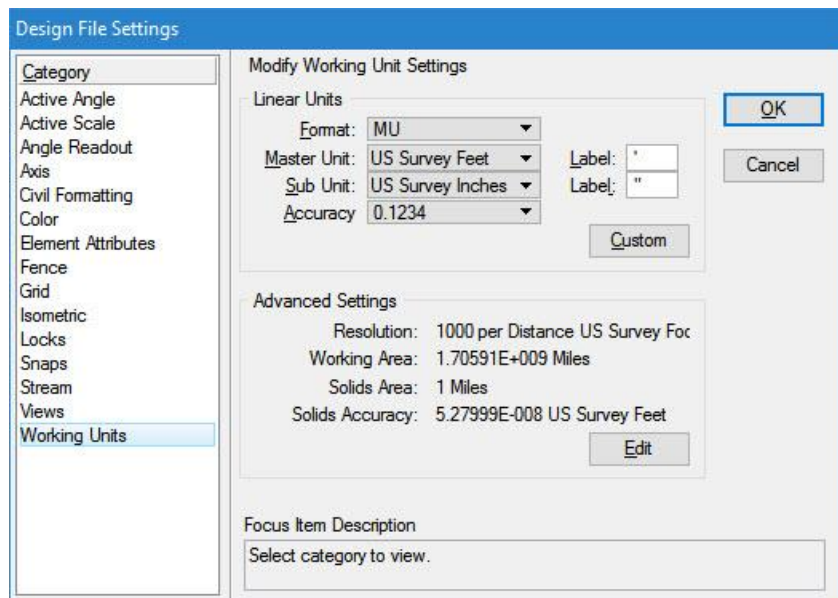 Design File Settings
Category
Active Angle
Active Scale
Angle Readout
Axis
Civil Formatting
Color
Element Attributes
Fence
Grid
Isometric
Locks
Snaps
Stream
Views
Working Units
Modify Working Unit Settings
Linear Units
Format: MU
Master Unit: US Survey Feet Label: '
Sub Unit: US Survey Inches Label: "
Accuracy 0.1234
Custom
Advanced Settings
Resolution: 1000 per Distance US Survey Foo
Working Area: 1.70591E+009 Miles
Solids Area: 1 Miles
Solids Accuracy: 5.27999E-008 US Survey Feet
Edit
Focus Item Description
Select category to view.
OK
Cancel